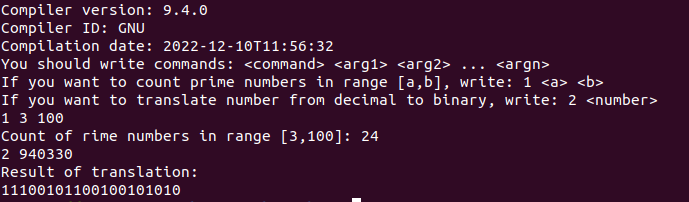 Compiler version: 9.4.0
Compiler ID: GNU
Compilation date: 2022-12-10T11:56:32
You should write commands: <command> <arg1> <arg2> ... <argn>
If you want to count prime numbers in range [a,b], write: 1 <a> <b>
If you want to translate number from decimal to binary, write: 2 <number>
1 3 100
Count of rime numbers in range [3,100]: 24
2 940330
Result of translation:
11100101100100101010